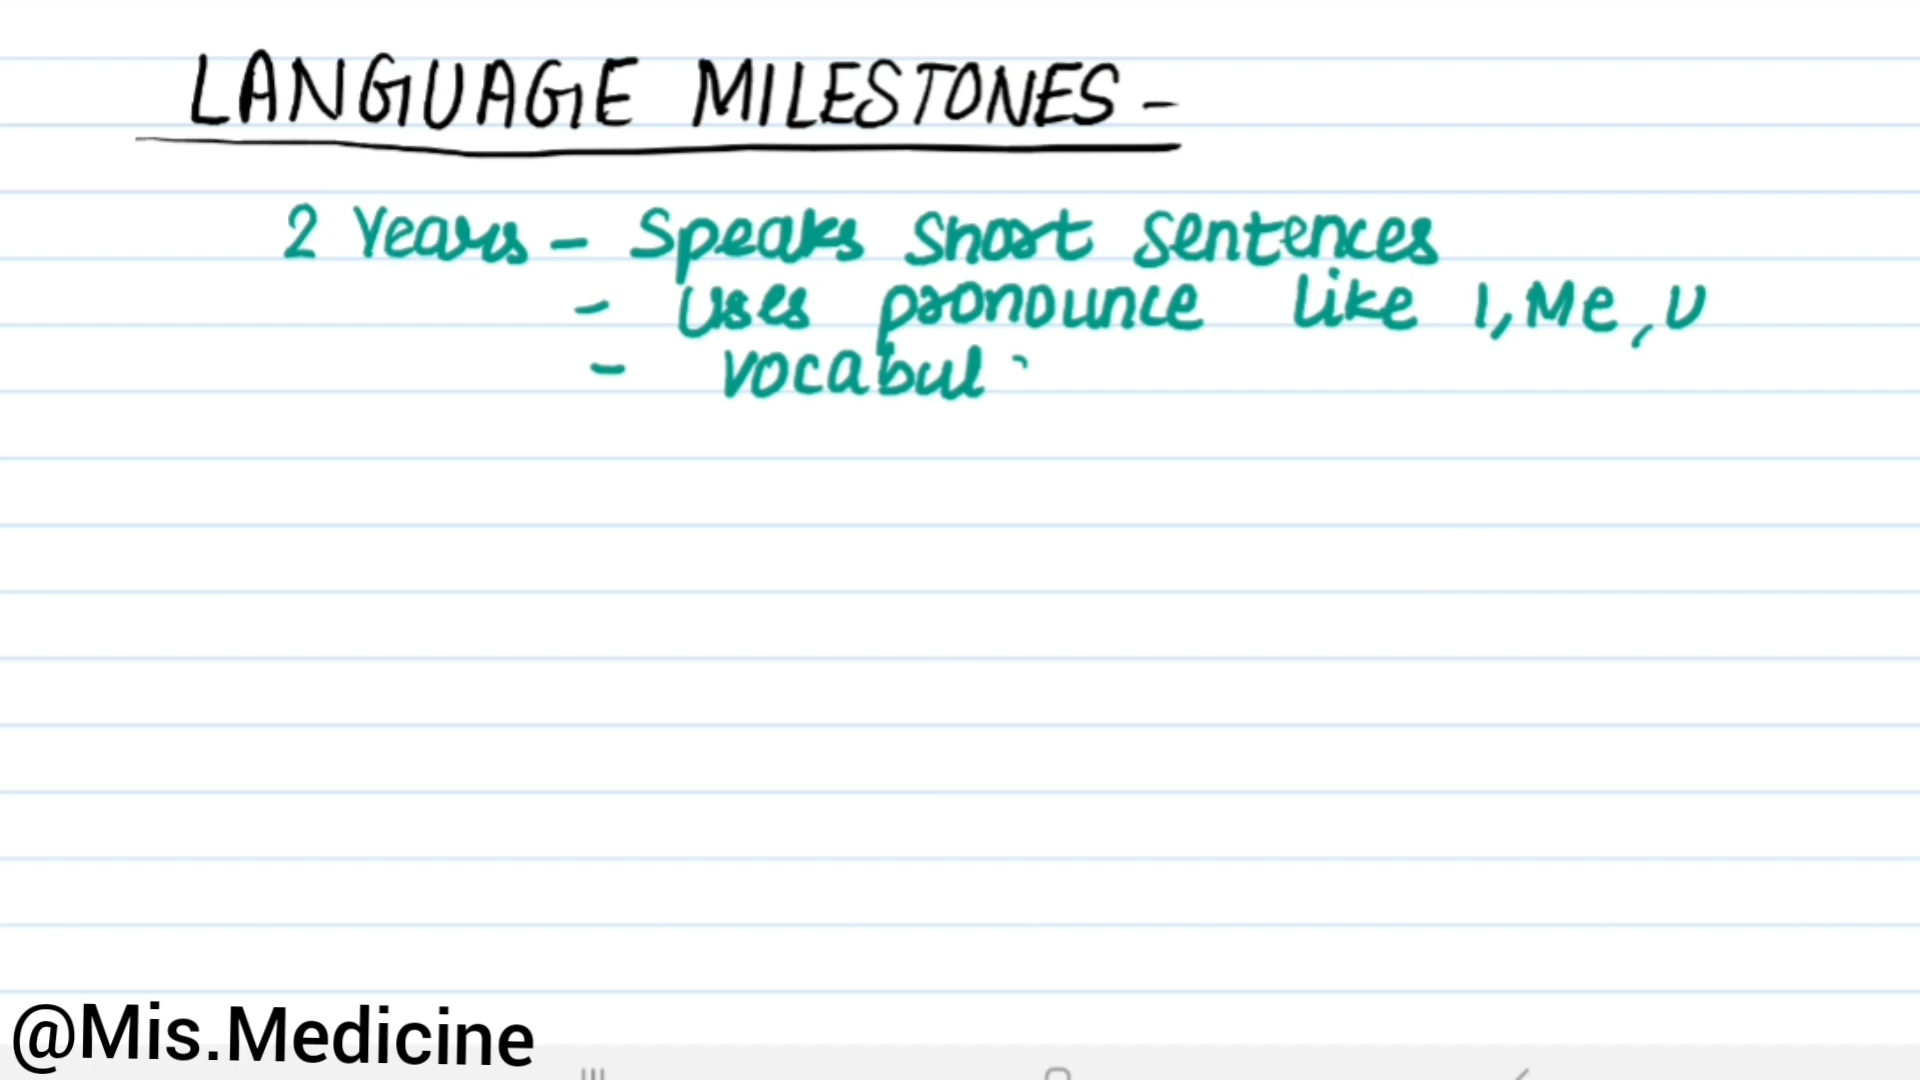 LANGUAGE MILESTONES -
2 Years - Speaks Short Sentences
- Uses pronounce like I, Me, U
- Vocabul
@Mis.Medicine